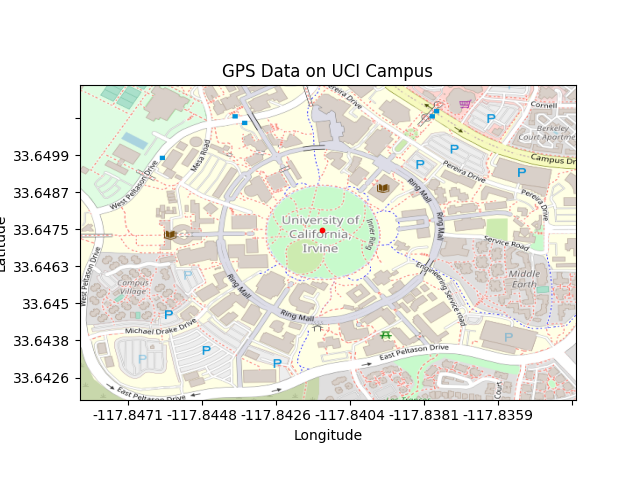 GPS Data on UCI Campus
Pereira Drive
Cornell
Berkeley
Court Apartme
Campus Dr
Mesa Road
West Peltason Drive
Pereira Drive
Pereira Drive
Ring Mall
Ring Mall
University of
California,
Irvine
Inner Ring
Service Road
West Peltason Drive
Campus
Village
Ring Mall
Engineering Service road
Middle
Earth
Ring Mall
Michael Drake Drive
East Peltason Drive
East Peltason Drive
Court
P
P
P
P
P
P
P
P
P
P
33.6499
33.6487
33.6475
33.6463
33.645
33.6438
33.6426
Latitude
-117.8471 -117.8448 -117.8426 -117.8404 -117.8381 -117.8359
Longitude